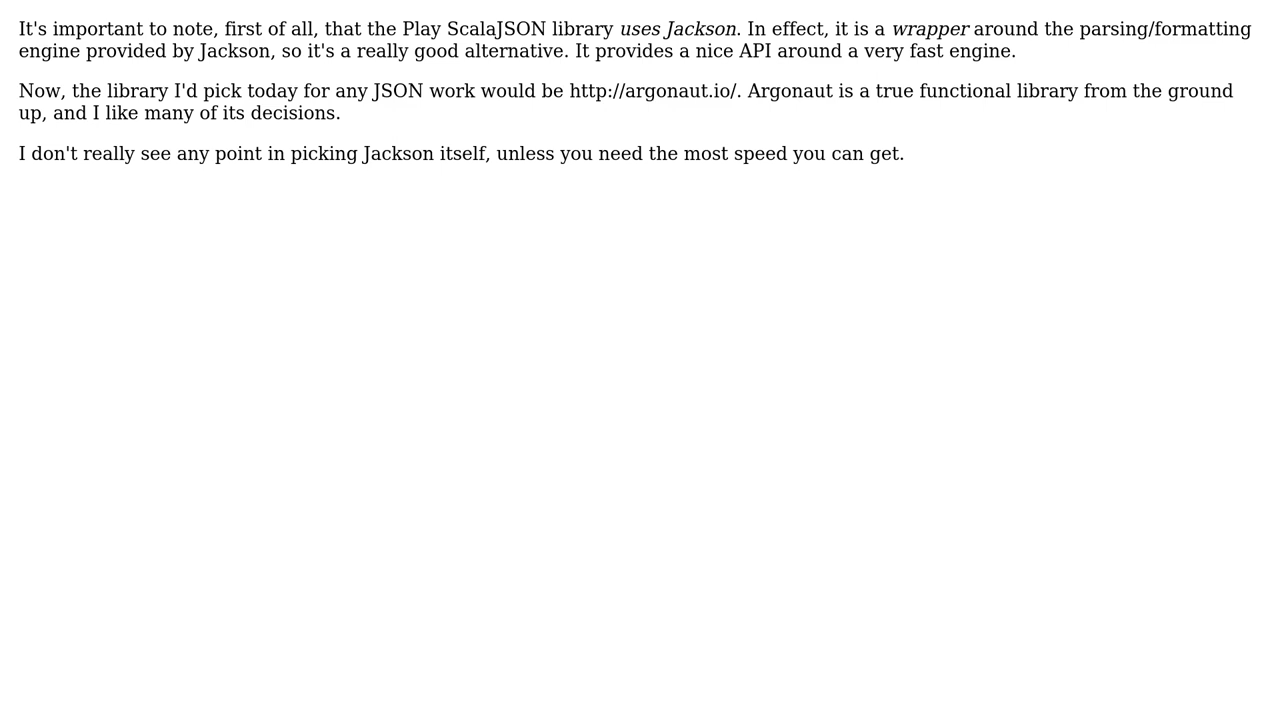 It's important to note, first of all, that the Play ScalaJSON library uses Jackson. In effect, it is a wrapper around the parsing/formatting
engine provided by Jackson, so it's a really good alternative. It provides a nice API around a very fast engine.
Now, the library I'd pick today for any JSON work would be http://argonaut.io/. Argonaut is a true functional library from the ground
up, and I like many of its decisions.
I don't really see any point in picking Jackson itself, unless you need the most speed you can get.